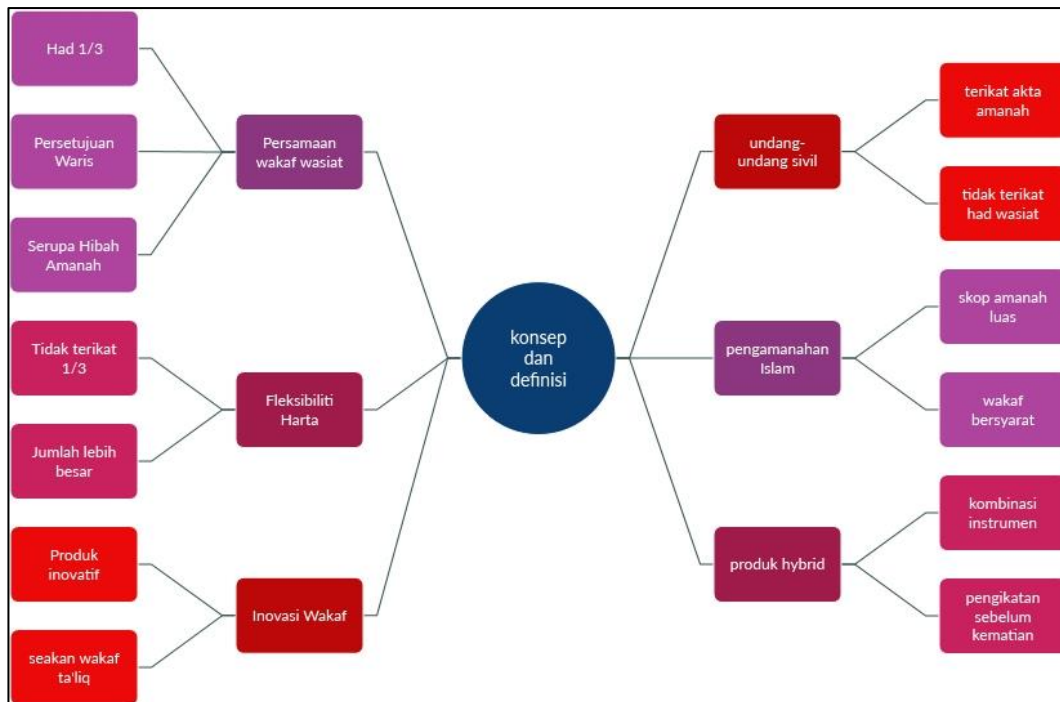 Had 1/3
Persetujuan
Waris
Serupa Hibah
Amanah
Persamaan
wakaf wasiat
Tidak terikat
1/3
Jumlah lebih
besar
Fleksibiliti
Harta
Produk
inovatif
seakan wakaf
ta'liq
Inovasi Wakaf
konsep
dan
definisi
undang-
undang sivil
terikat akta
amanah
tidak terikat
had wasiat
pengamanahan
Islam
skop amanah
luas
wakaf
bersyarat
produk hybrid
kombinasi
instrumen
pengikatan
sebelum
kematian